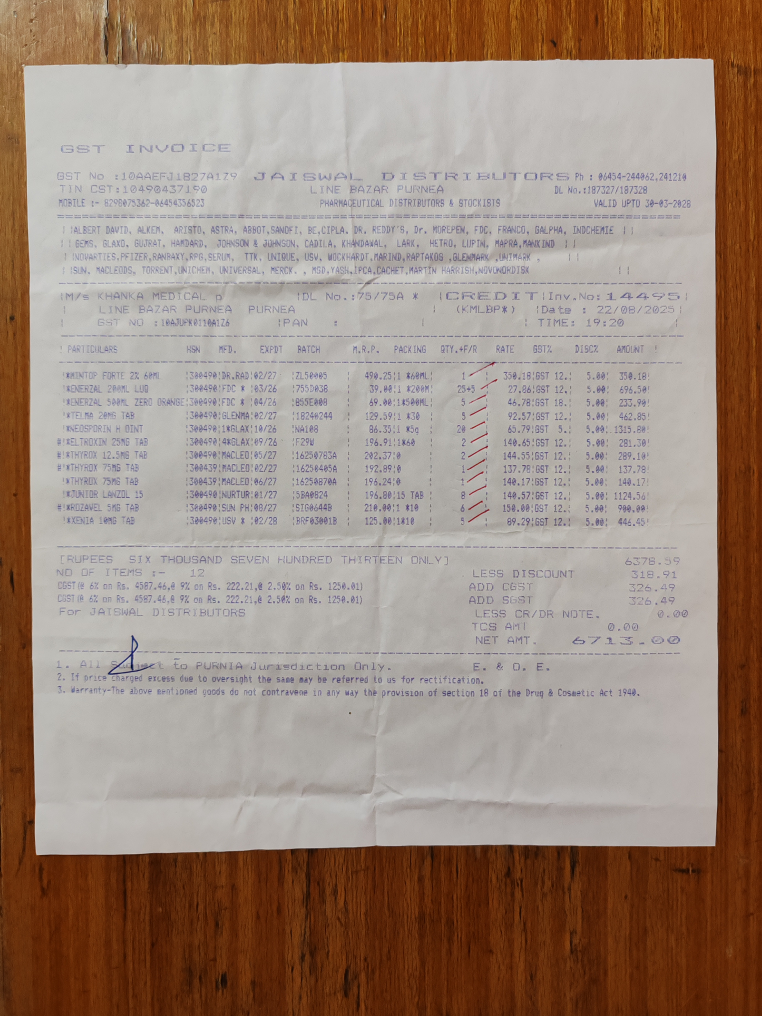 GST INVOICE
GST No :10AAEFJ1827A1Z9 JAISWAL DISTRIBUTORS Ph : 06454-244062,241210
TIN CST:10490437190 LINE BAZAR PURNEA DL No.:187327/187328
MOBILE :- 8298075362-06454356523 PHARMACEUTICAL DISTRIBUTORS & STOCKISTS VALID UPTO 30-03-2028
| |ALBERT DAVID, ALKEM, ARISTO, ASTRA, ABBOT,SANOFI, BE,CIPLA, DR. REDDY'S, Dr. MOREPEN, FDC, FRANCO, GALPHA, INDCHEMIE | |
| |GEMS, GLAXO, GUJRAT, HAMDARD, JOHNSON & JOHNSON, CADILA, KHANDAWAL, LARK, HETRO, LUPIN, MAPRA,MANKIND | |
| |NOVARTIES,PFIZER,RANBAXY,RPG,SERUM, TTK, UNIQUE, USV, WOCKHARDT,MARIND,RAPTAKOS ,GLENMARK ,UNIMARK , | |
| |SUN, MACLEODS, TORRENT,UNICHEM, UNIVERSAL, MERCK, , MSD,YASH,IPCA,CACHET,MARTIN HARRISH,NOVONORDISK | |
|M/s KHANKA MEDICAL n |DL No.:75/75A * |CREDIT|Inv.No:14495|
| LINE BAZAR PURNEA PURNEA (KMLBP*) |Date : 22/08/2025|
| GST NO :10AJUPK0110A1Z6 |PAN : | TIME: 19:20
| PARTICULARS HSN MFD. EXPDT BATCH M.R.P. PACKING QTY.+F/R RATE GST% DISC% AMOUNT |
!*MINTOP FORTE 2% 60Ml |300490|DR.RAD|02/27 |ZL50005 490.25|1 *60ML| 1 | 350.18|GST 12.| 5.00| 350.18|
!*ENERZAL 200ML LUQ |300490|FDC * |03/26 |755D038 39.00|1 *200M| 25+5 27.86|GST 12.| 5.00| 696.50|
!*ENERZAL 500ML ZERO ORANGE|300490|FDC * |04/26 |B55E008 69.00|1*500ML| 5 46.78|GST 18.| 5.00| 233.90|
!*TELMA 20MG TAB |300490|GLENMA|02/27 |18240244 129.59|1 *30 | 5 92.57|GST 12.| 5.00| 462.85|
!*NEOSPORIN H OINT |300490|1*GLAX|10/26 |NA108 86.35|1 *5g | 20 65.79|GST 5.| 5.00| 1315.80|
#!*ELTROXIN 25MG TAB |300490|4*GLAX|09/26 |F29W 196.91|1*60 | 2 140.65|GST 12.| 5.00| 281.30|
#!*THYROX 12.5MG TAB |300490|MACLEO|05/27 |16250783A 202.37|0 | 2 144.55|GST 12.| 5.00| 289.10|
#!*THYROX 75MG TAB |300439|MACLEO|02/27 |16250405A 192.89|0 | 1 137.78|GST 12.| 5.00| 137.78|
!*THYROX 75MG TAB |300439|MACLEO|06/27 |16250870A 196.24|0 | 1 140.17|GST 12.| 5.00| 140.17|
!*JUNIOR LANZOL 15 |300490|NURTUR|01/27 |5BA0824 196.80|15 TAB | 8 140.57|GST 12.| 5.00| 1124.56|
#!*ROZAVEL 5MG TAB |300490|SUN PH|08/27 |SIG0644B 210.00|1 *10 | 6 150.00|GST 12.| 5.00| 900.00|
!*XENIA 10MG TAB |300490|USV * |02/28 |BRF03001B 125.00|1*10 | 5 89.29|GST 12.| 5.00| 446.45|
[RUPEES SIX THOUSAND SEVEN HUNDRED THIRTEEN ONLY] 6378.59
NO OF ITEMS :- 12 LESS DISCOUNT 318.91
CGST(@ 6% on Rs. 4587.46,@ 9% on Rs. 222.21,@ 2.50% on Rs. 1250.01) ADD CGST 326.49
CGST(@ 6% on Rs. 4587.46,@ 9% on Rs. 222.21,@ 2.50% on Rs. 1250.01) ADD SGST 326.49
For JAISWAL DISTRIBUTORS LESS CR/DR NOTE. 0.00
TCS AMT 0.00
NET AMT. 6713.00
1. All Subject to PURNIA Jurisdiction Only. E. & O. E.
2. If price charged excess due to oversight the same may be referred to us for rectification.
3. Warranty-The above mentioned goods do not contravene in any way the provision of section 18 of the Drug & Cosmetic Act 1940.